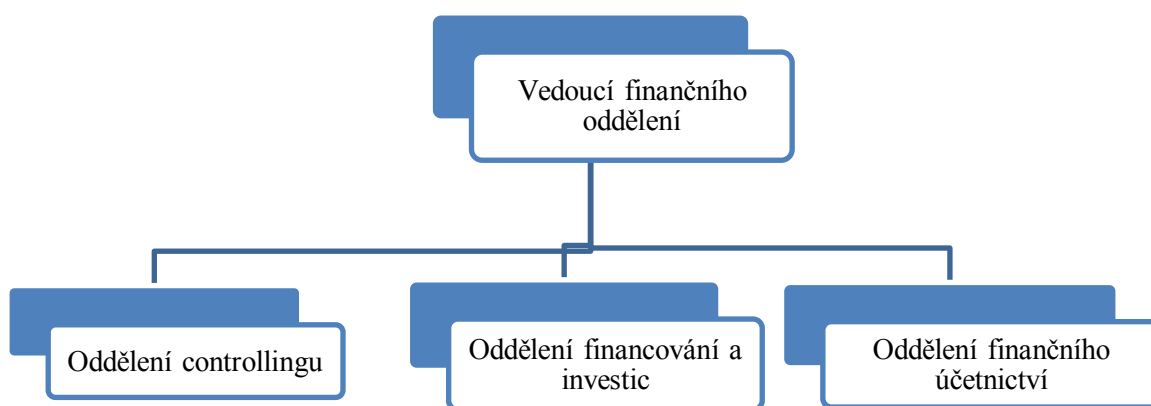 Vedoucí finančního
oddělení
Oddělení controllingu
Oddělení financování a
investic
Oddělení finančního
účetnictví